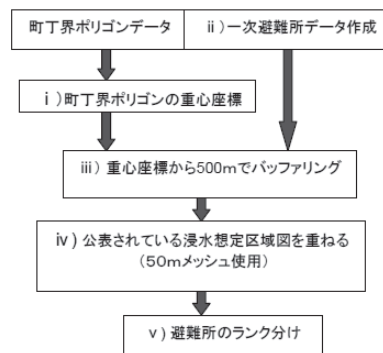 町丁界ポリゴンデータ
ⅱ)一次避難所データ作成
ⅰ)町丁界ポリゴンの重心座標
ⅲ)重心座標から500mでバッファリング
ⅳ)公表されている浸水想定区域図を重ねる
(50mメッシュ使用)
ⅴ)避難所のランク分け